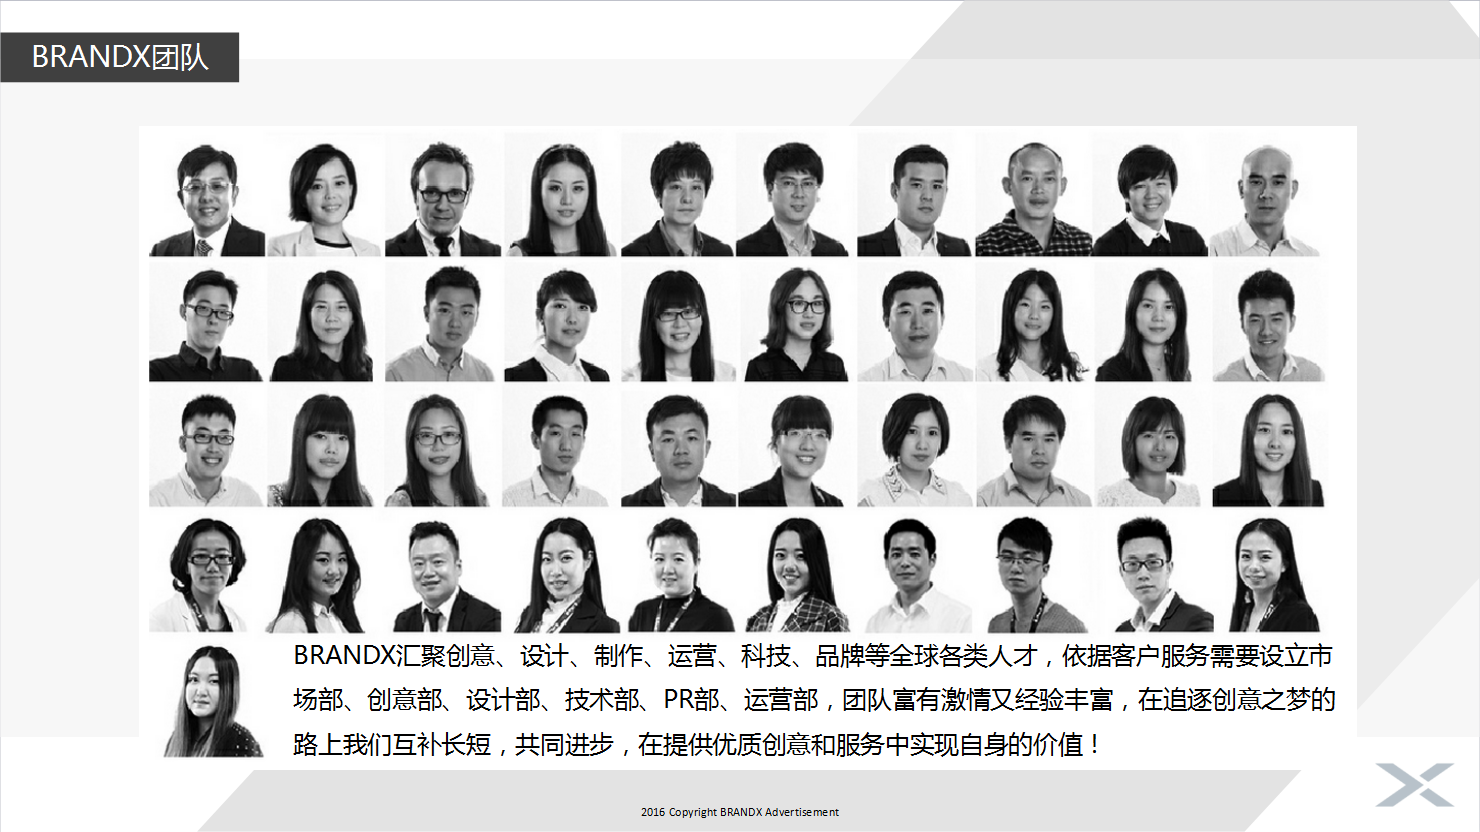 BRANDX团队
BRANDX汇聚创意、设计、制作、运营、科技、品牌等全球各类人才，依据客户服务需要设立市
场部、创意部、设计部、技术部、PR部、运营部，团队富有激情又经验丰富，在追逐创意之梦的
路上我们互补长短，共同进步，在提供优质创意和服务中实现自身的价值！
2016 Copyright BRANDX Advertisement